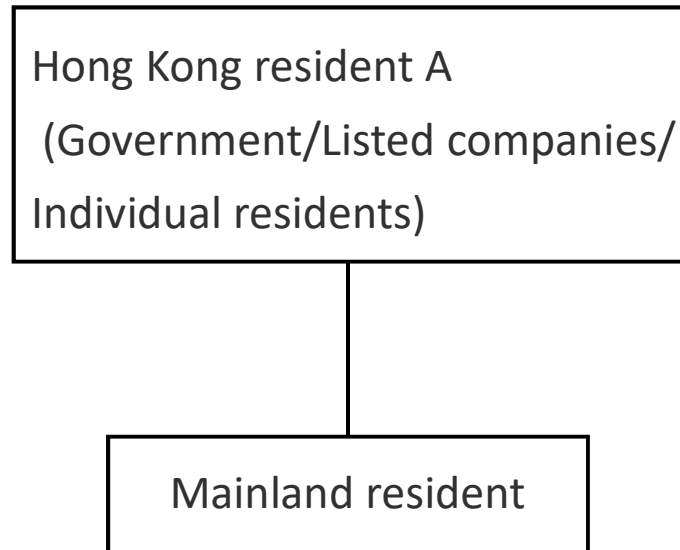 Hong Kong resident A
(Government/Listed companies/
Individual residents)
Mainland resident